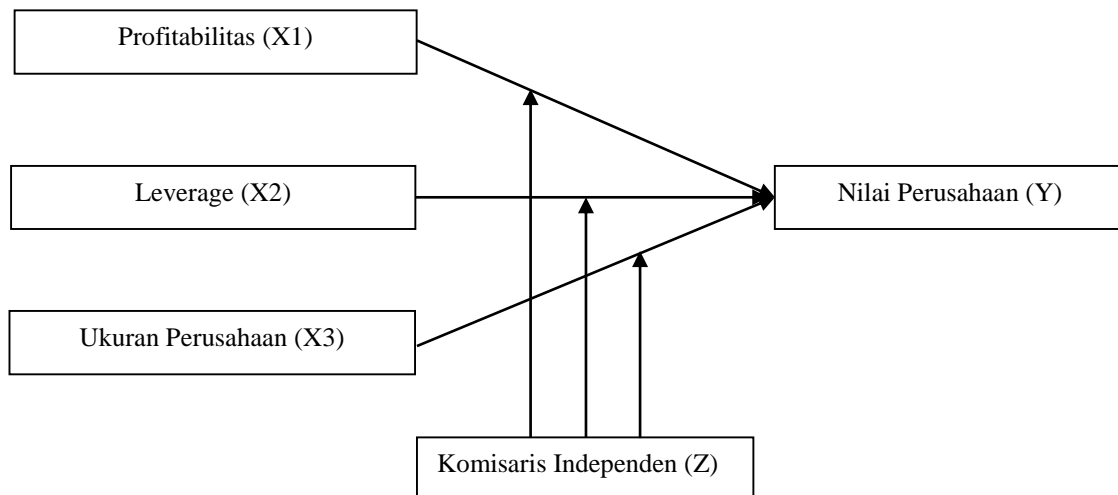 Profitabilitas (X1)
Leverage (X2)
Nilai Perusahaan (Y)
Ukuran Perusahaan (X3)
Komisaris Independen (Z)